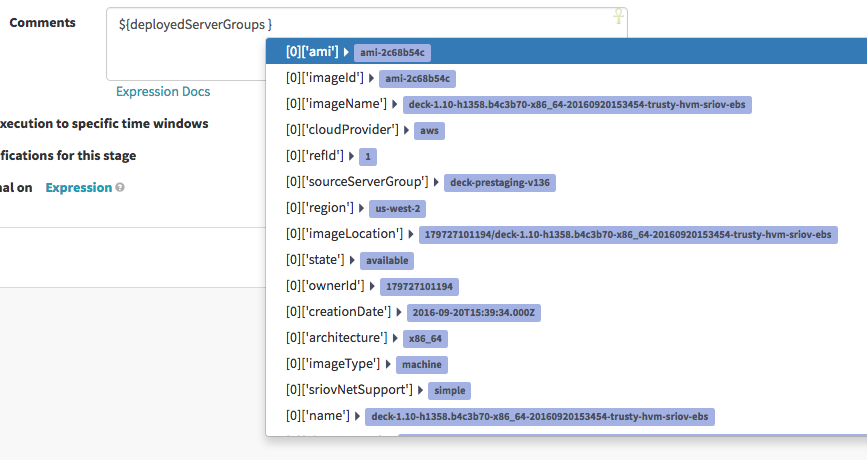 Comments
${deployedServerGroups }
[0]['ami'] ami-2c68b54c
[0]['imageId'] ami-2c68b54c
Expression Docs
[0]['imageName'] deck-1.10-h1358.b4c3b70-x86_64-20160920153454-trusty-hvm-sriov-ebs
xecution to specific time windows
[0]['cloudProvider'] aws
fications for this stage
[0]['refId'] 1
nal on Expression ?
[0]['sourceServerGroup'] deck-prestaging-v136
[0]['region'] us-west-2
[0]['imageLocation'] 179727101194/deck-1.10-h1358.b4c3b70-x86_64-20160920153454-trusty-hvm-sriov-ebs
[0]['state'] available
[0]['ownerId'] 179727101194
[0]['creationDate'] 2016-09-20T15:39:34.000Z
[0]['architecture'] x86_64
[0]['imageType'] machine
[0]['sriovNetSupport'] simple
[0]['name'] deck-1.10-h1358.b4c3b70-x86_64-20160920153454-trusty-hvm-sriov-ebs